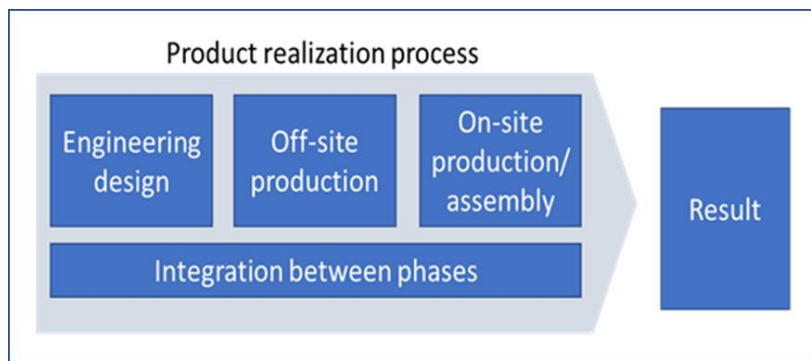 Product realization process
Engineering
design
Off-site
production
On-site
production/
assembly
Result
Integration between phases